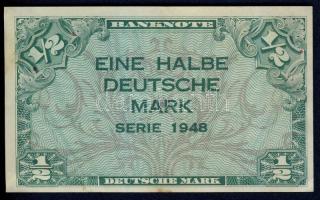 BANKNOTE
1/2 1/2
EINE HALBE
DEUTSCHE
MARK
SERIE 1948
1/2 1/2
DEUTSCHE MARK